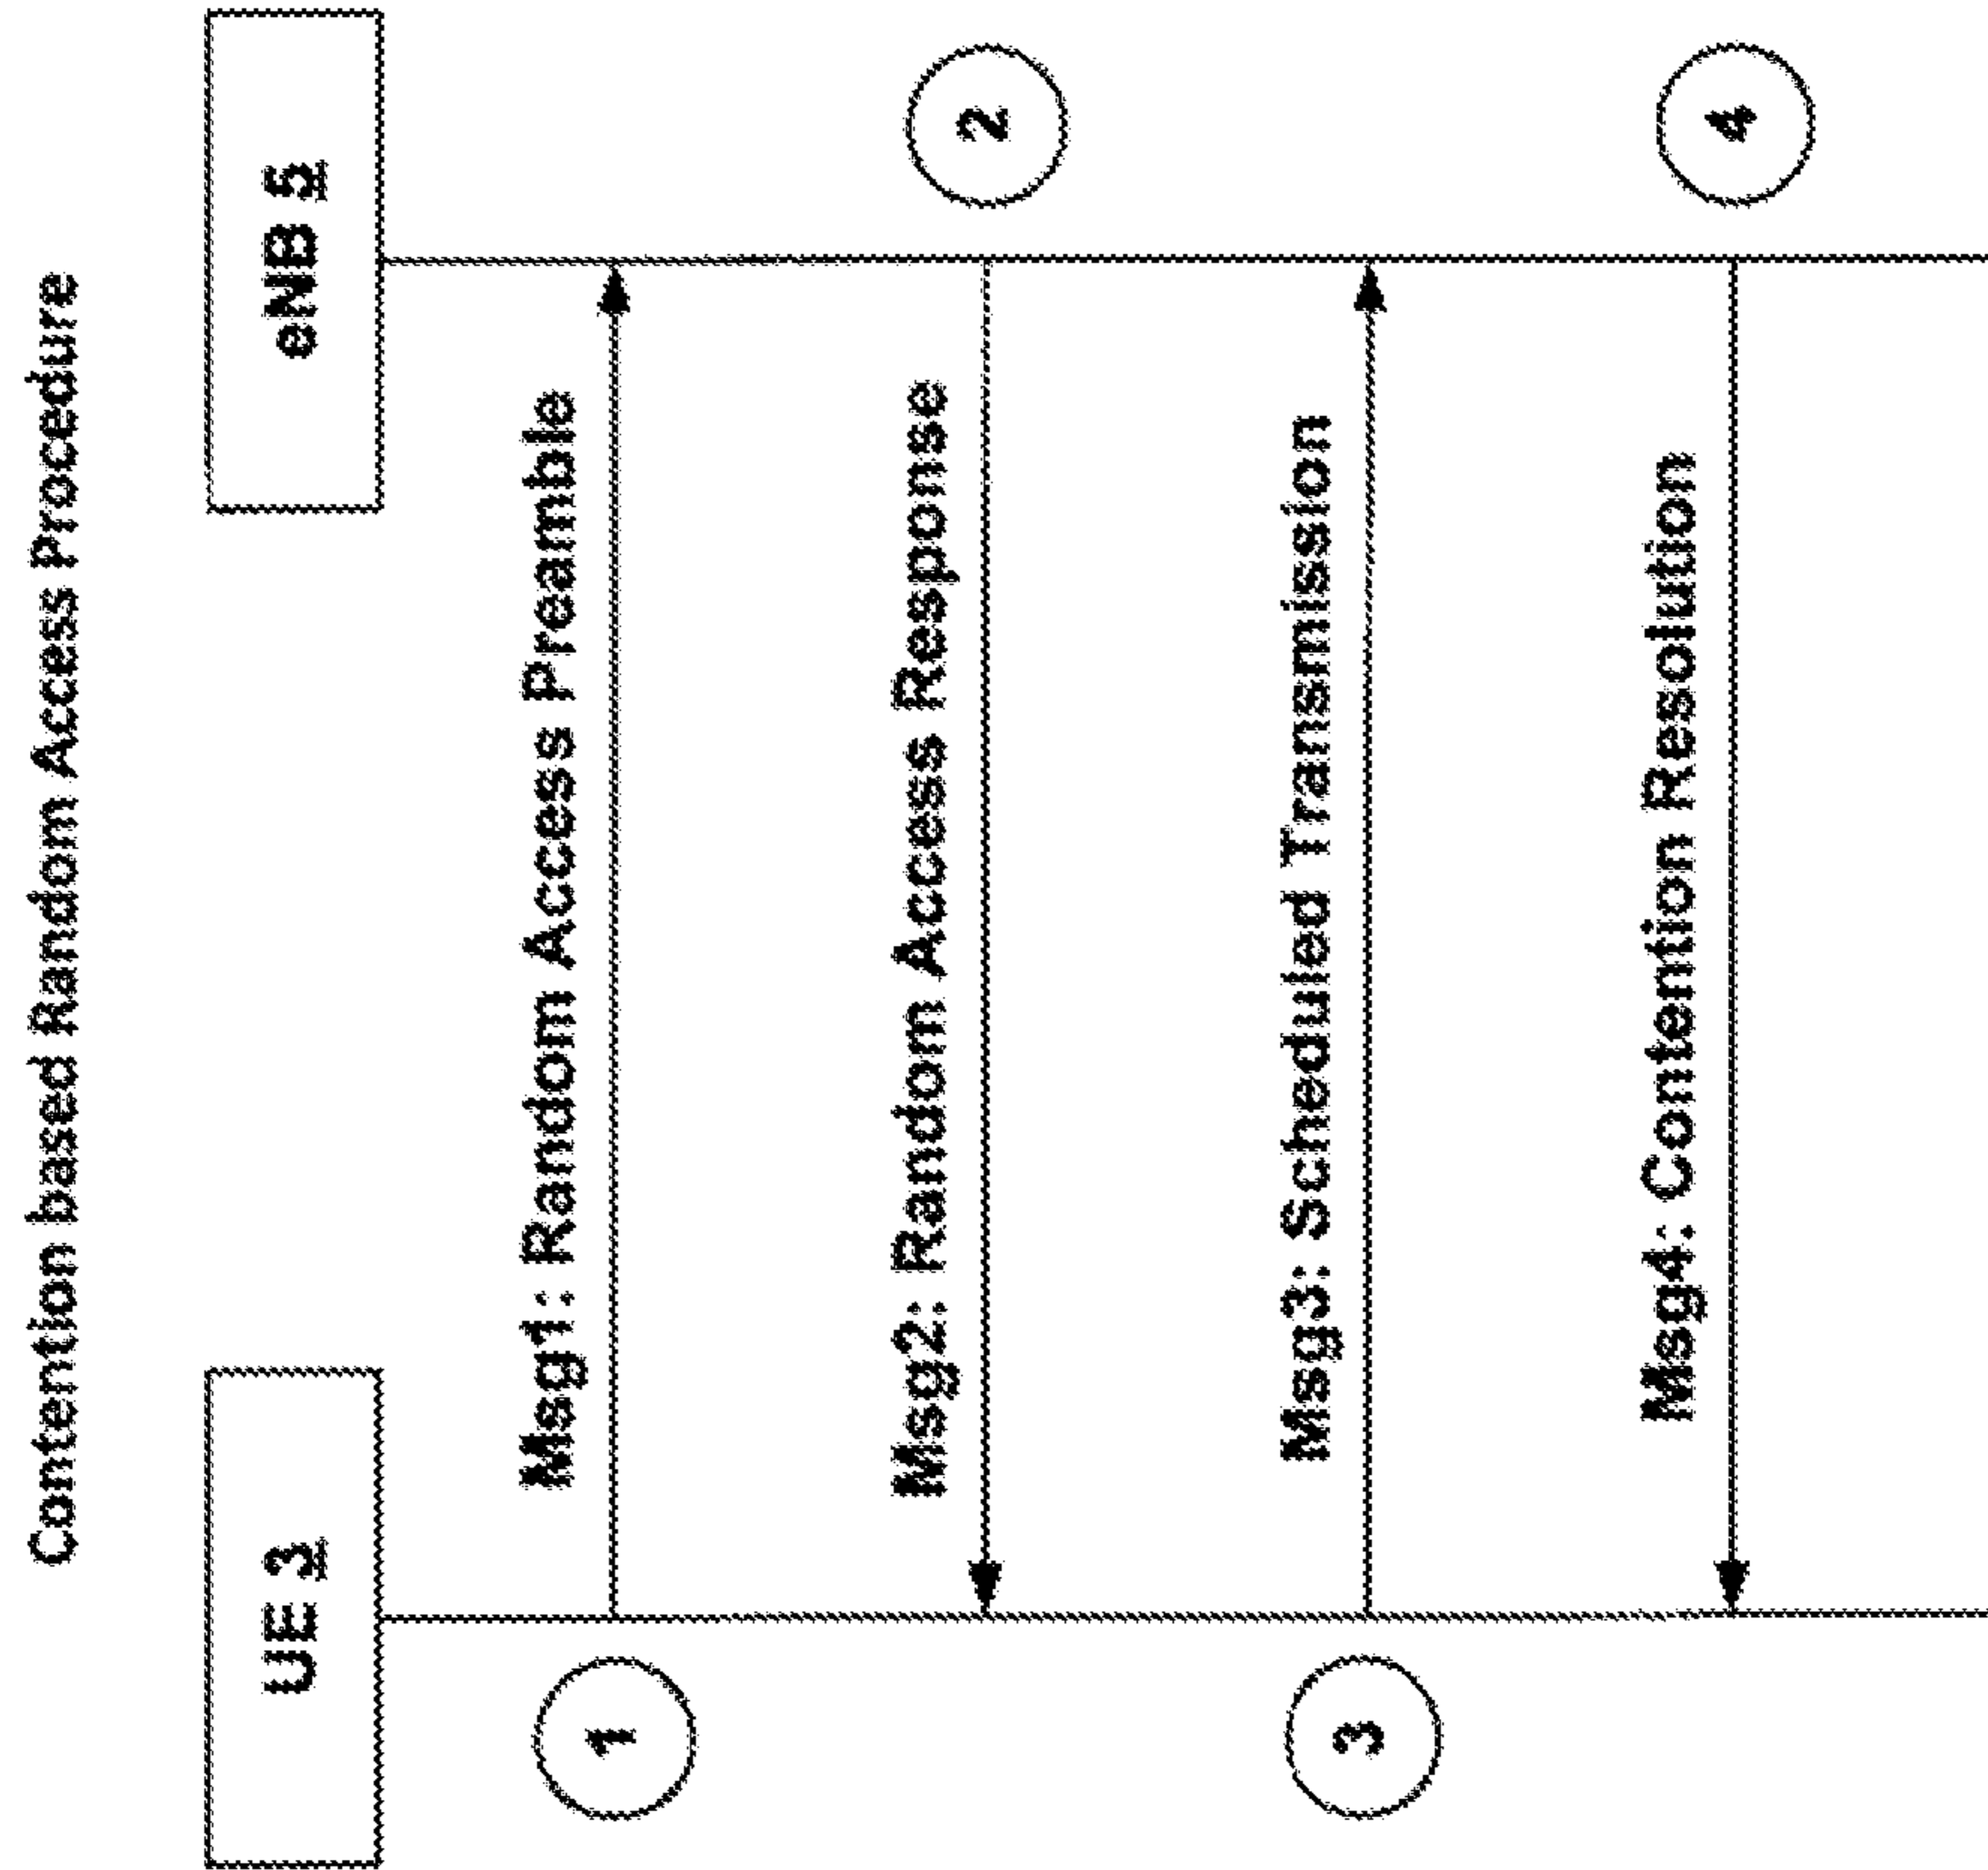 Contention based Random Access Procedure
UE 3
eNB 5
1
Msg1: Random Access Preamble
Msg2: Random Access Response
2
3
Msg3: Scheduled Transmission
Msg4: Contention Resolution
4